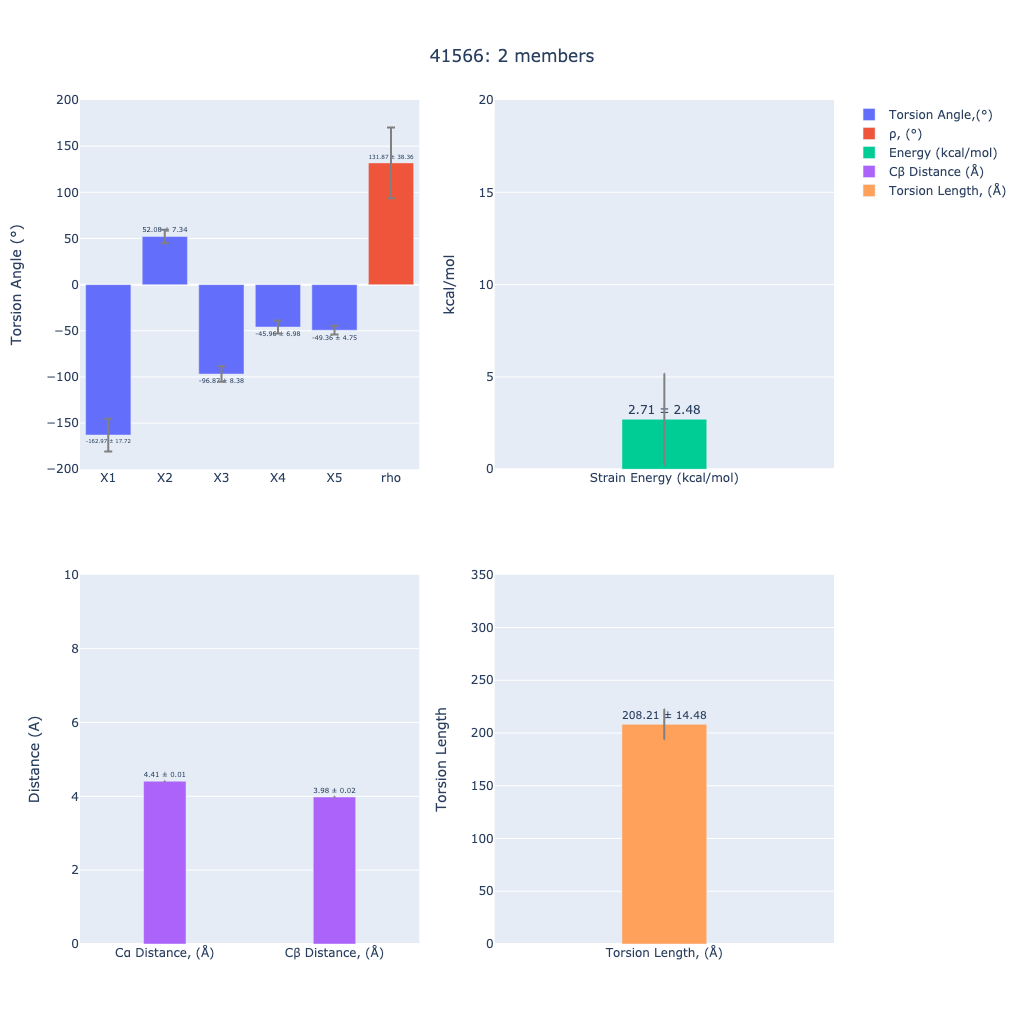 41566: 2 members
Torsion Angle (°)
200
150
100
50
0
−50
−100
−150
−200
-162.97 ± 17.72
52.08 ± 7.34
-96.87 ± 8.38
-45.96 ± 6.98
-49.36 ± 4.75
131.87 ± 38.36
X1 X2 X3 X4 X5 rho
kcal/mol
20
15
10
5
0
2.71 ± 2.48
Strain Energy (kcal/mol)
Torsion Angle,(°)
ρ, (°)
Energy (kcal/mol)
Cβ Distance (Å)
Torsion Length, (Å)
Distance (A)
10
8
6
4
2
0
4.41 ± 0.01
3.98 ± 0.02
Cα Distance, (Å) Cβ Distance, (Å)
Torsion Length
350
300
250
200
150
100
50
0
208.21 ± 14.48
Torsion Length, (Å)